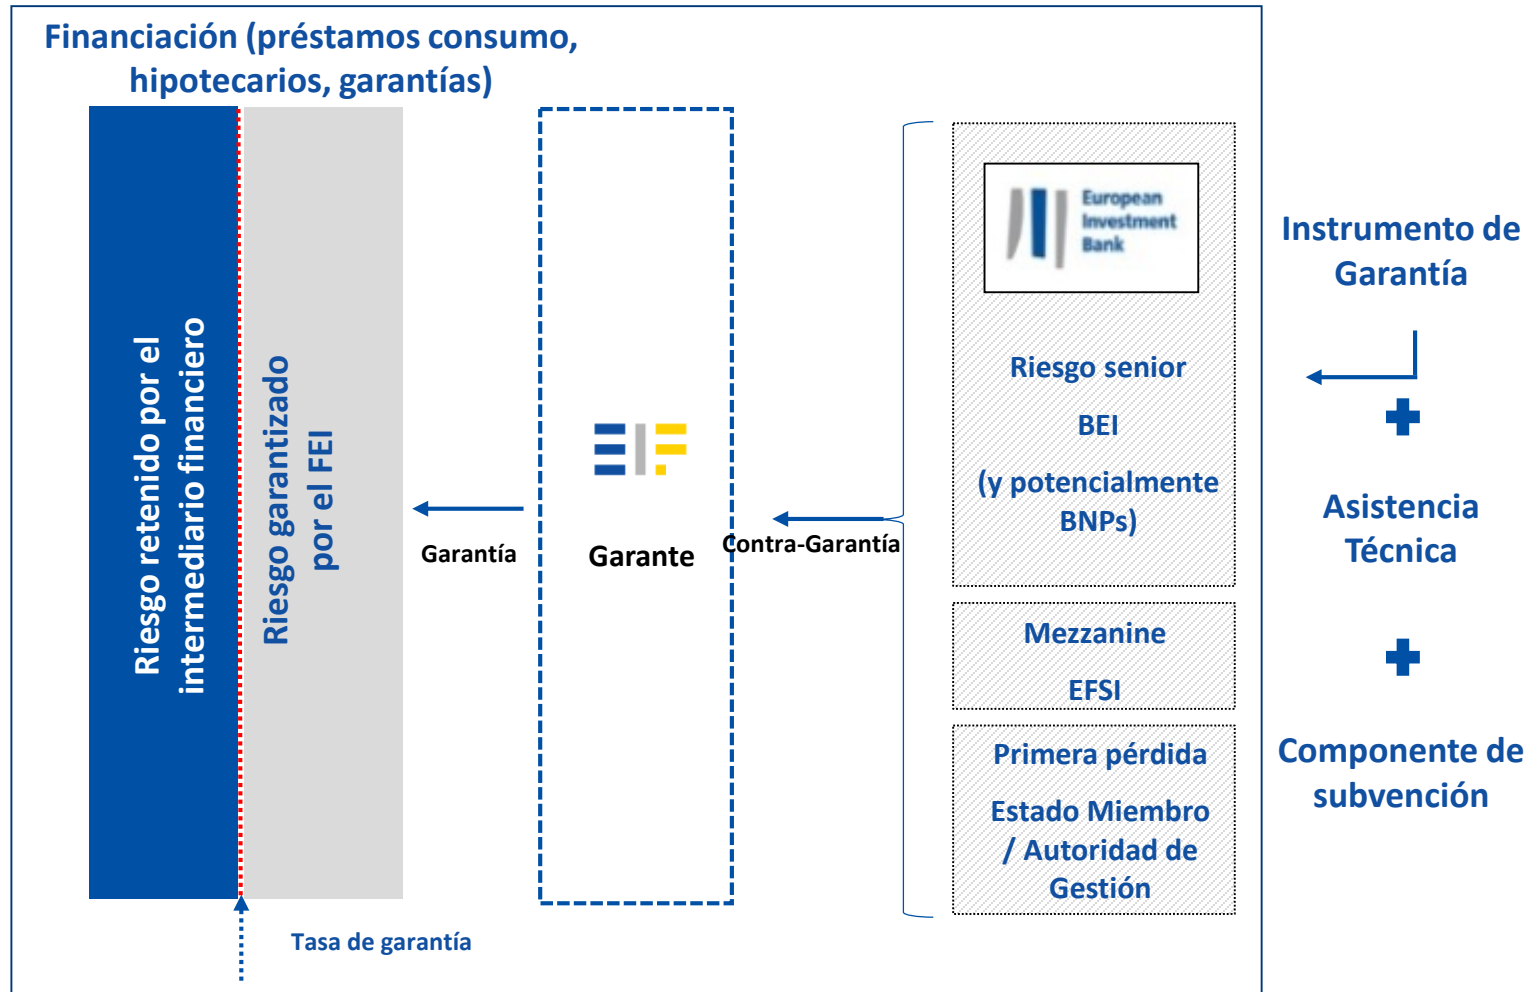 Financiación (préstamos consumo,
hipotecarios, garantías)
Riesgo retenido por el
intermediario financiero
Riesgo garantizado
por el FEI
Tasa de garantía
Garantía
EIF
Garante
Contra-Garantía
European
Investment
Bank
Riesgo senior
BEI
(y potencialmente
BNPs)
Mezzanine
EFSI
Primera pérdida
Estado Miembro
/ Autoridad de
Gestión
Instrumento de
Garantía
Asistencia
Técnica
Componente de
subvención